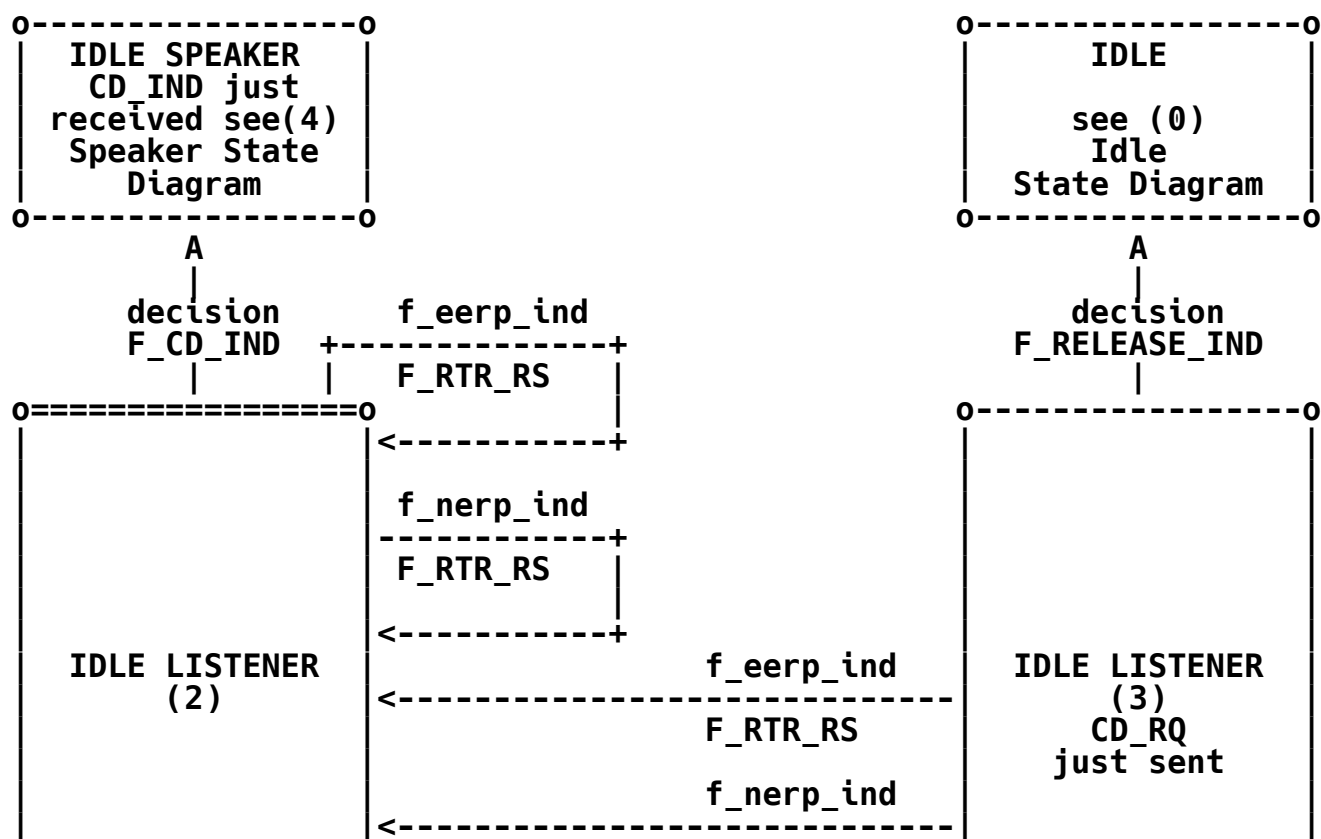 o-----------------o                               o-----------------o
|  IDLE SPEAKER   |                               |      IDLE       |
|   CD_IND just   |                               |                 |
| received see(4) |                               |     see (0)     |
|  Speaker State  |                               |      Idle       |
|     Diagram     |                               |  State Diagram  |
o-----------------o                               o-----------------o
         A                                                 A
         |                                                 |
      decision      f_eerp_ind                         decision
      F_CD_IND  +--------------+                    F_RELEASE_IND
         |      |   F_RTR_RS   |                           |
o=================o            |                  o-----------------o
|                 |<-----------+                  |                 |
|                 |                               |                 |
|                 | f_nerp_ind                    |                 |
|                 |------------+                  |                 |
|                 | F_RTR_RS   |                  |                 |
|                 |            |                  |                 |
|                 |<-----------+                  |                 |
|  IDLE LISTENER  |                 f_eerp_ind    |  IDLE LISTENER  |
|       (2)       |<------------------------------|       (3)       |
|                 |                 F_RTR_RS      |      CD_RQ      |
|                 |                               |    just sent    |
|                 |                 f_nerp_ind    |                 |
|                 |<------------------------------|                 |